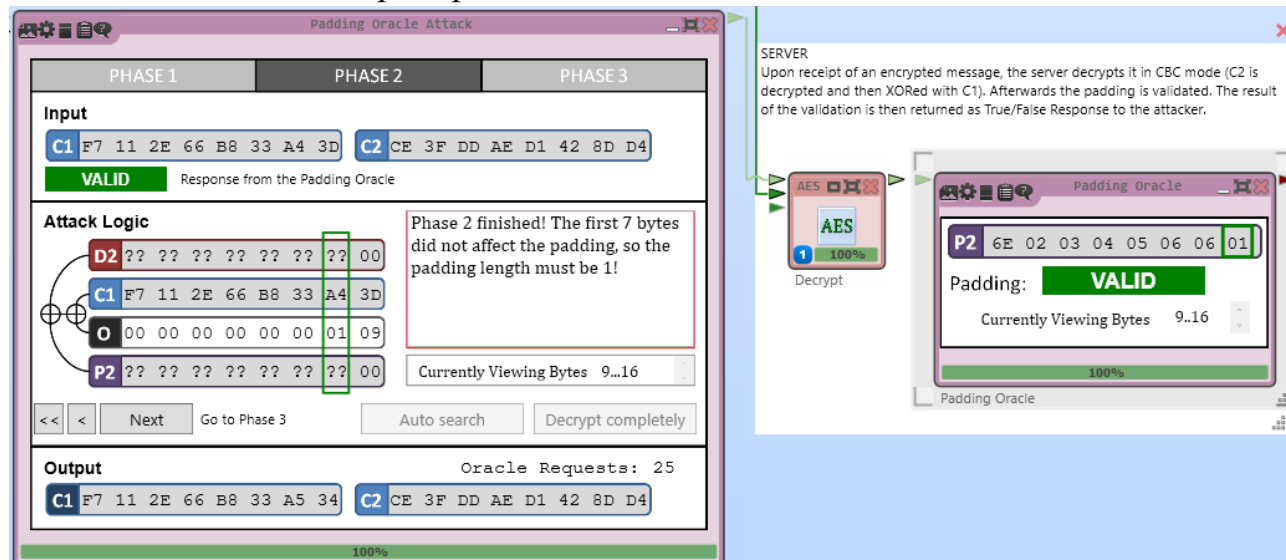 Padding Oracle Attack
PHASE 1 PHASE 2 PHASE 3
Input
C1 F7 11 2E 66 B8 33 A4 3D C2 CE 3F DD AE D1 42 8D D4
VALID Response from the Padding Oracle
Attack Logic
D2 ?? ?? ?? ?? ?? ?? ?? 00
C1 F7 11 2E 66 B8 33 A4 3D
O 00 00 00 00 00 00 01 09
P2 ?? ?? ?? ?? ?? ?? ?? 00
Phase 2 finished! The first 7 bytes
did not affect the padding, so the
padding length must be 1!
Currently Viewing Bytes 9...16
<< < Next Go to Phase 3 Auto search Decrypt completely
Output Oracle Requests: 25
C1 F7 11 2E 66 B8 33 A5 34 C2 CE 3F DD AE D1 42 8D D4
100%
SERVER
Upon receipt of an encrypted message, the server decrypts it in CBC mode (C2 is
decrypted and then XORed with C1). Afterwards the padding is validated. The result
of the validation is then returned as True/False Response to the attacker.
AES
AES
1 100%
Decrypt
Padding Oracle
P2 6E 02 03 04 05 06 06 01
Padding: VALID
Currently Viewing Bytes 9..16
100%
Padding Oracle